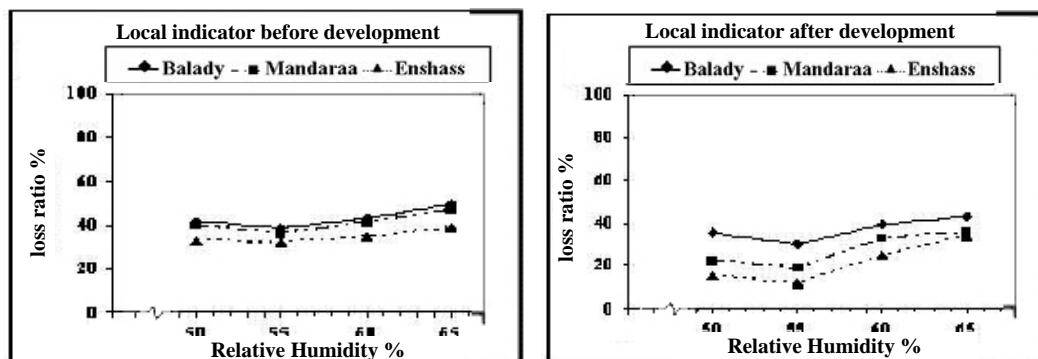 Local indicator before development
Balady Mandaraa Enshass
100
80
60
40
20
0
50 55 60 65
loss ratio %
Relative Humidity %
Local indicator after development
Balady Mandaraa Enshass
100
80
60
40
20
0
50 55 60 65
loss ratio %
Relative Humidity %